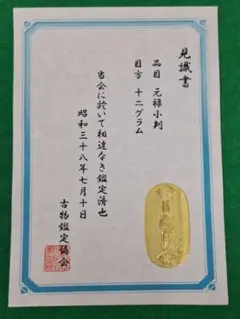 見識書
品目 元禄小判
目方 十二グラム
当会に於いて相違なき鑑定済也
昭和三十八年七月十日
古物鑑定協会